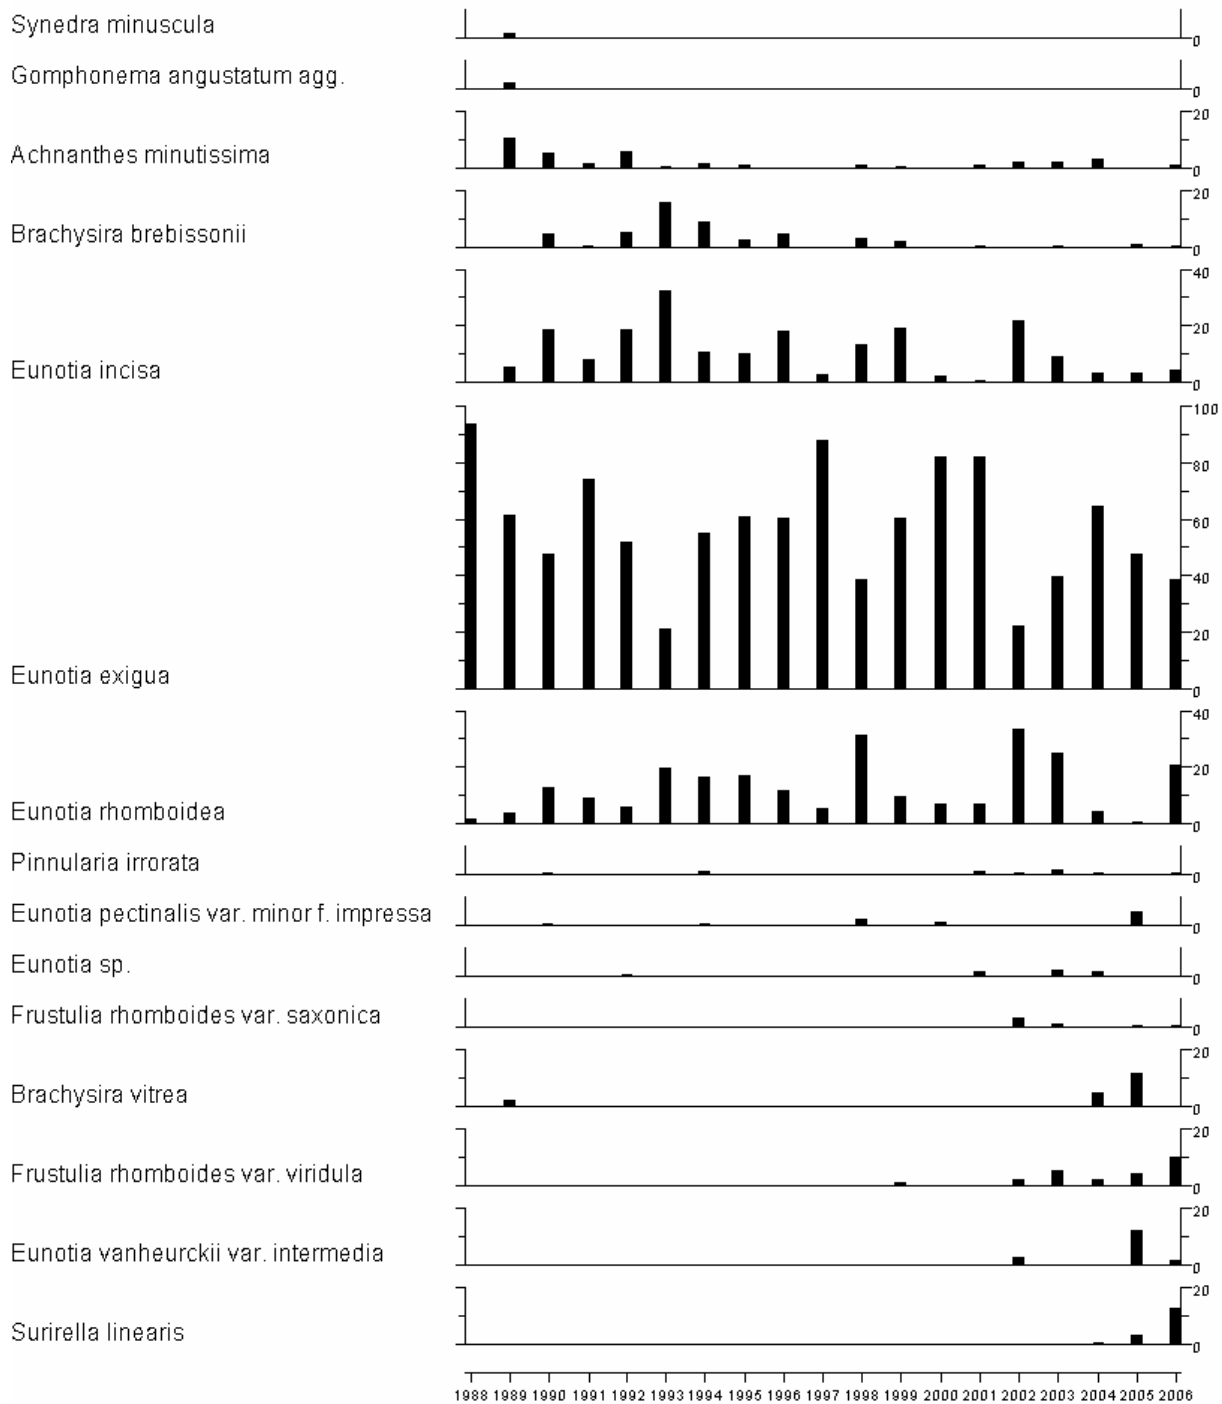 Synedra minuscula
0
Gomphonema angustatum agg.
0
20
Achnanthes minutissima
0
20
Brachysira brebissonii
0
40
20
Eunotia incisa
0
100
80
60
40
20
Eunotia exigua
0
40
20
Eunotia rhomboidea
0
Pinnularia irrorata
0
Eunotia pectinalis var. minor f. impressa
0
Eunotia sp.
0
Frustulia rhomboides var. saxonica
0
20
Brachysira vitrea
0
20
Frustulia rhomboides var. viridula
0
20
Eunotia vanheurckii var. intermedia
0
20
Surirella linearis
0
1988 1989 1990 1991 1992 1993 1994 1995 1996 1997 1998 1999 2000 2001 2002 2003 2004 2005 2006